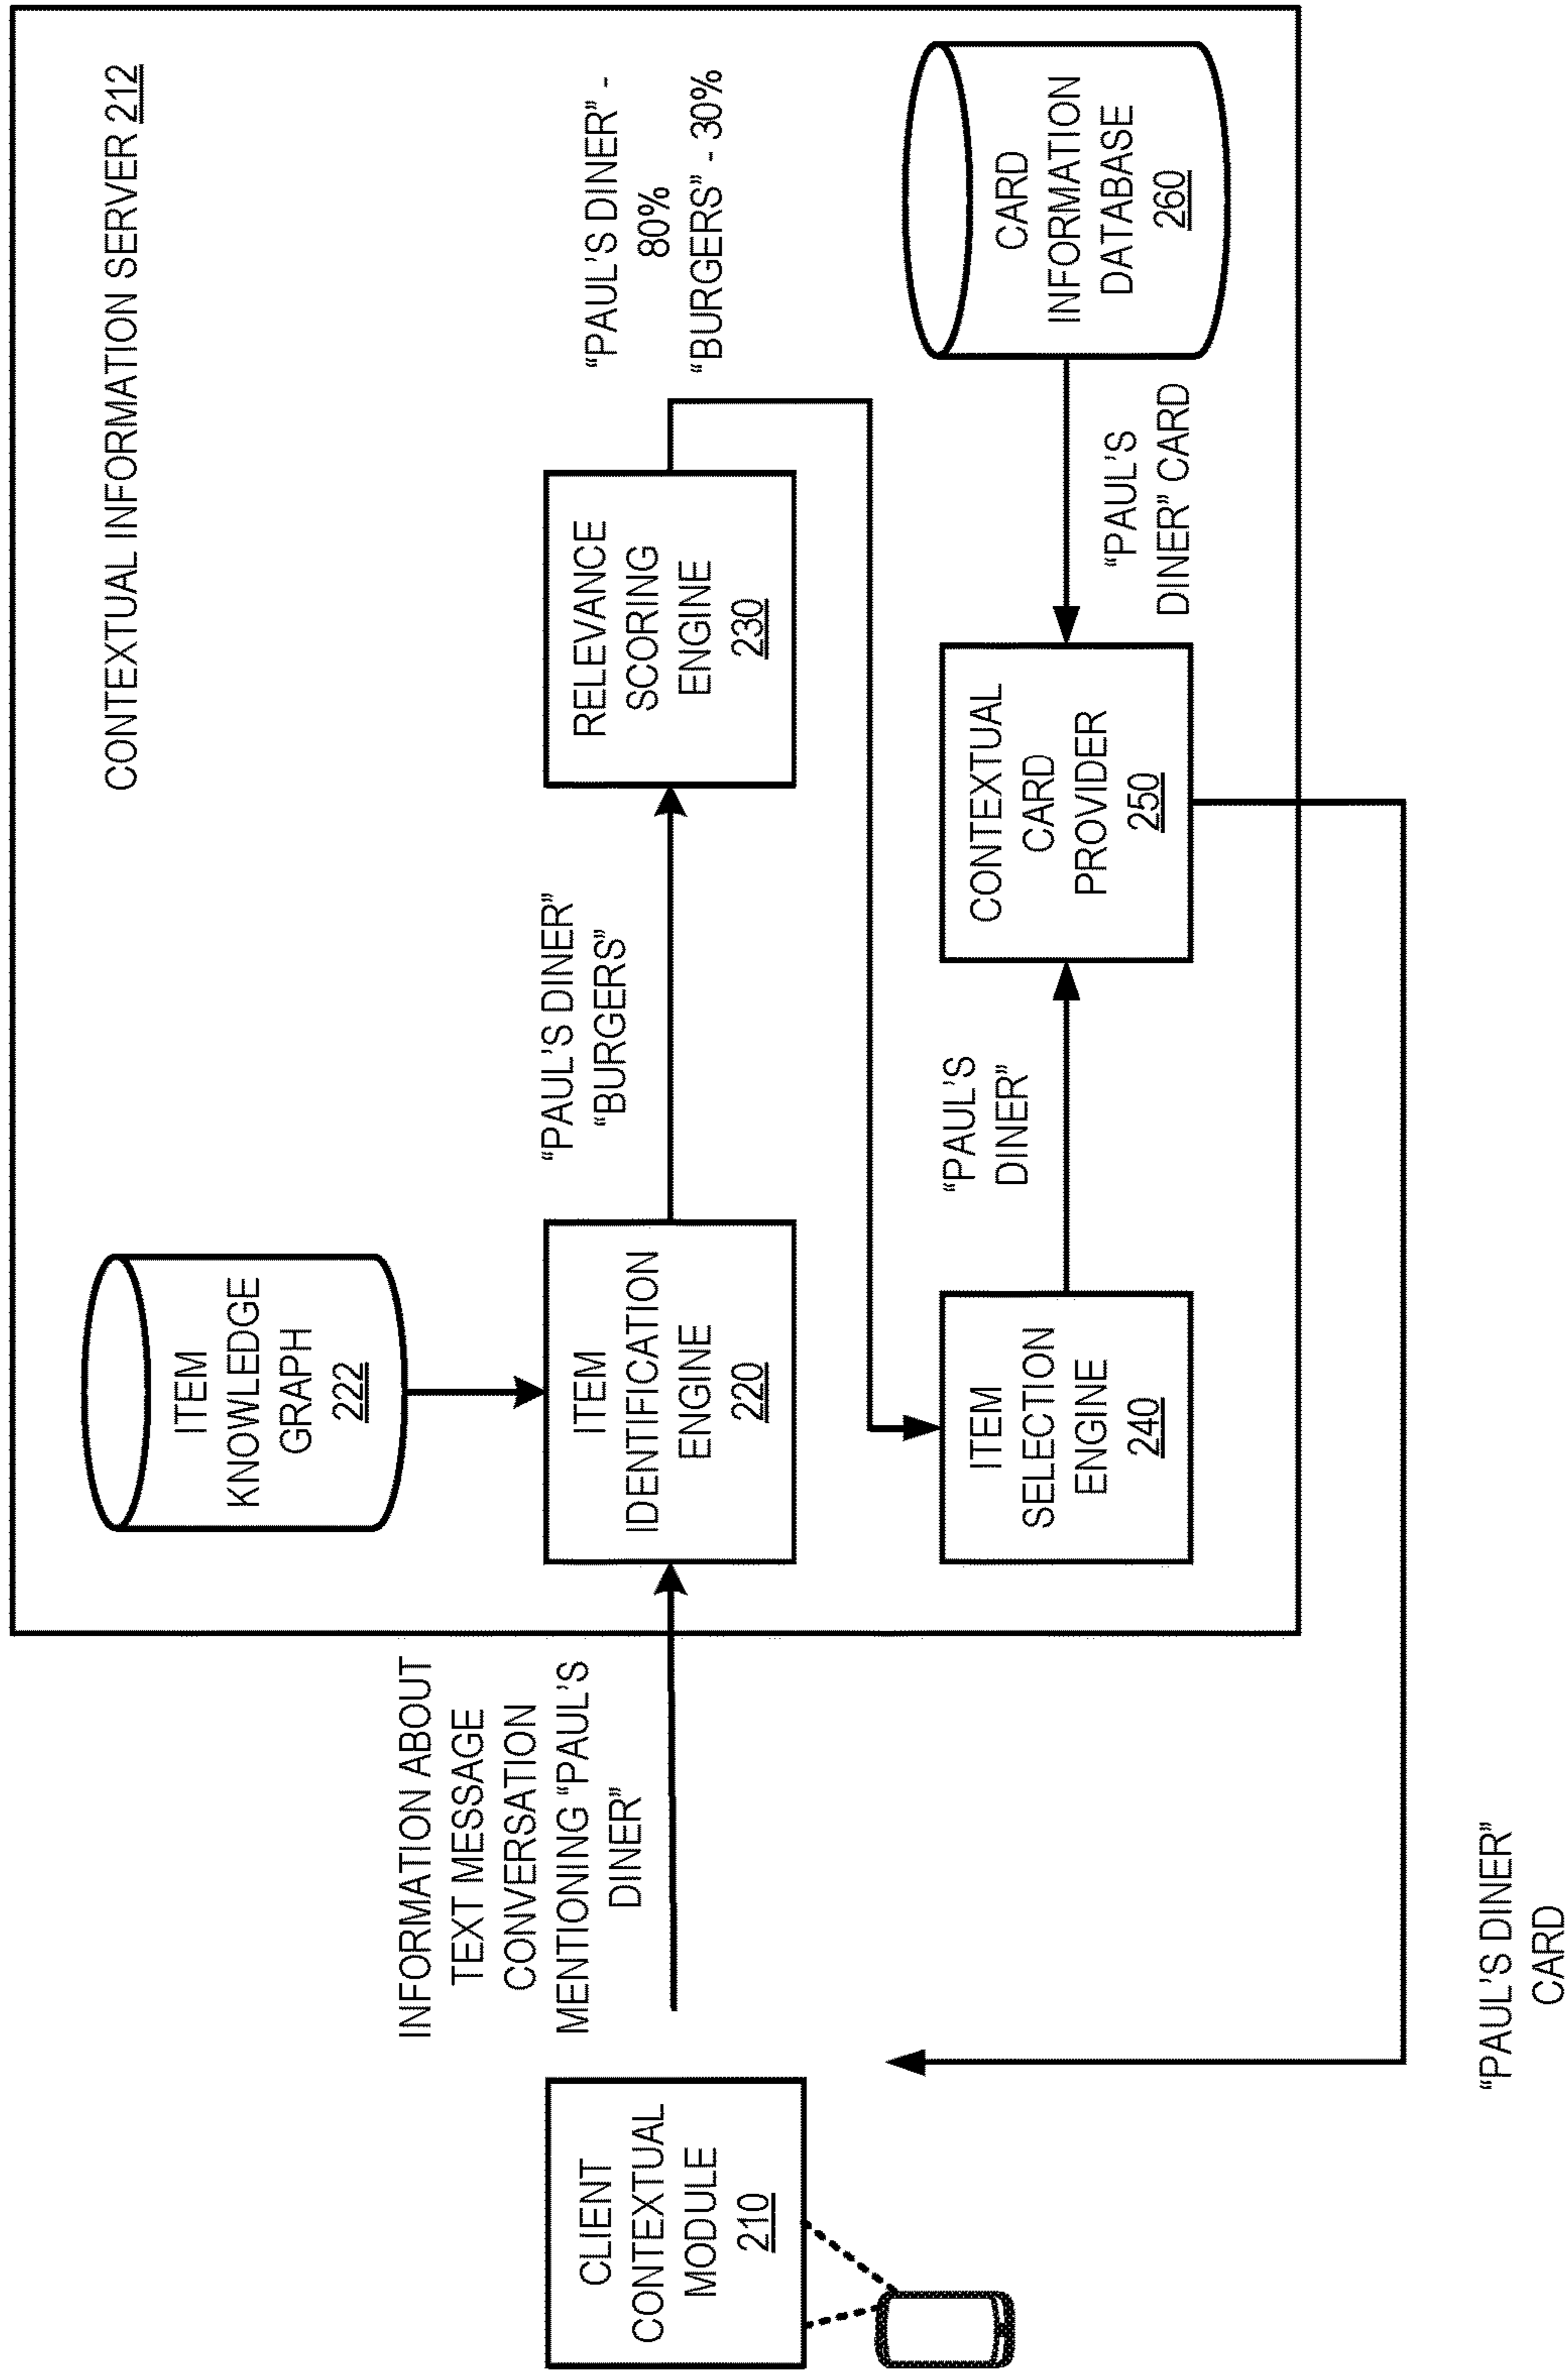 CONTEXTUAL INFORMATION SERVER 212
ITEM
KNOWLEDGE
GRAPH
222
INFORMATION ABOUT
TEXT MESSAGE
CONVERSATION
MENTIONING “PAUL’S
DINER”
CLIENT
CONTEXTUAL
MODULE
210
ITEM
IDENTIFICATION
ENGINE
220
“PAUL’S DINER”
“BURGERS”
RELEVANCE
SCORING
ENGINE
230
“PAUL’S DINER” -
80%
“BURGERS” - 30%
ITEM
SELECTION
ENGINE
240
“PAUL’S
DINER”
CONTEXTUAL
CARD
PROVIDER
250
“PAUL’S
DINER” CARD
CARD
INFORMATION
DATABASE
260
“PAUL’S DINER”
CARD